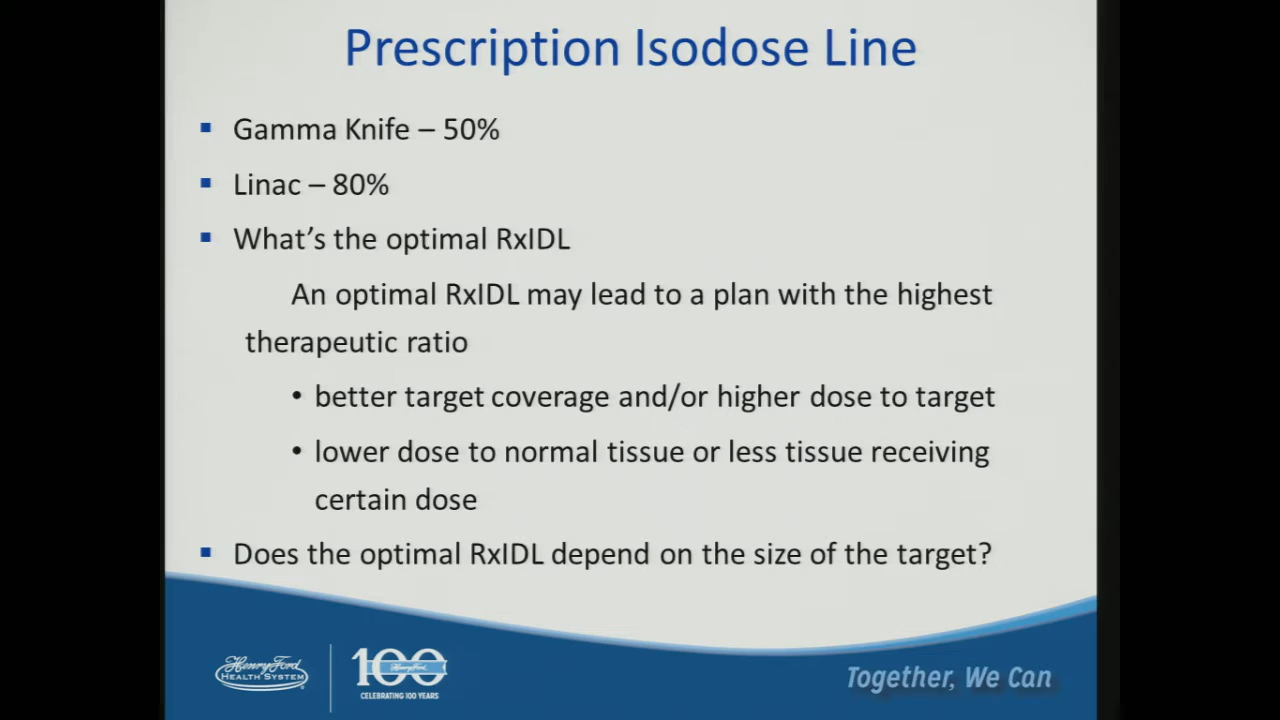 Prescription Isodose Line
▪ Gamma Knife – 50%
▪ Linac – 80%
▪ What's the optimal RxIDL
An optimal RxIDL may lead to a plan with the highest
therapeutic ratio
• better target coverage and/or higher dose to target
• lower dose to normal tissue or less tissue receiving
certain dose
▪ Does the optimal RxIDL depend on the size of the target?
Henry Ford
HEALTH SYSTEM
100
Henry Ford
CELEBRATING 100 YEARS
Together, We Can